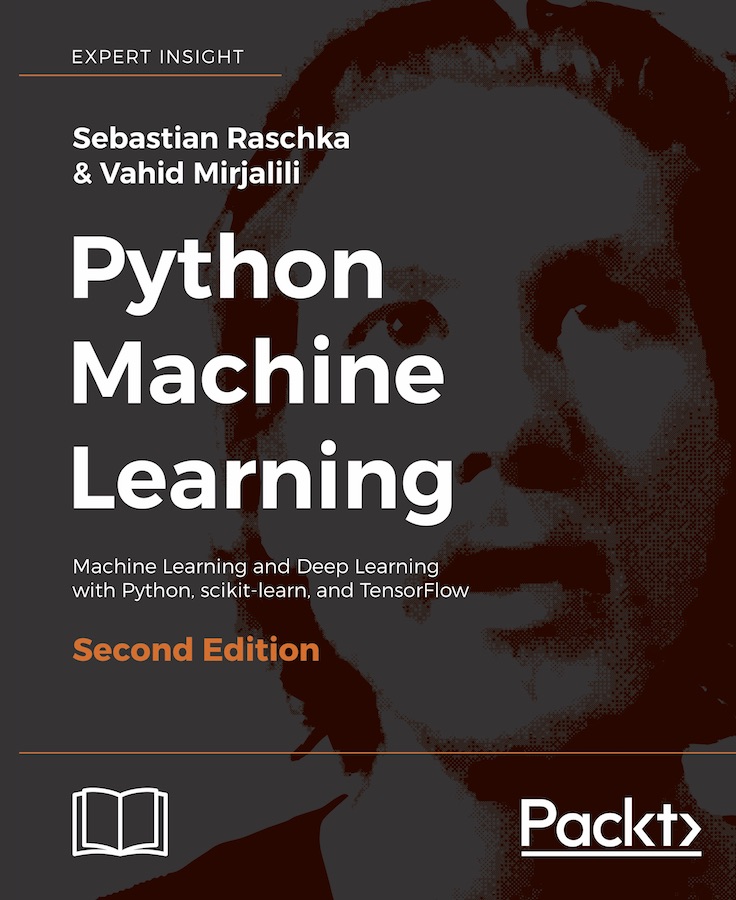 EXPERT INSIGHT
Sebastian Raschka
& Vahid Mirjalili
Python
Machine
Learning
Machine Learning and Deep Learning
with Python, scikit-learn, and TensorFlow
Second Edition
Packt>